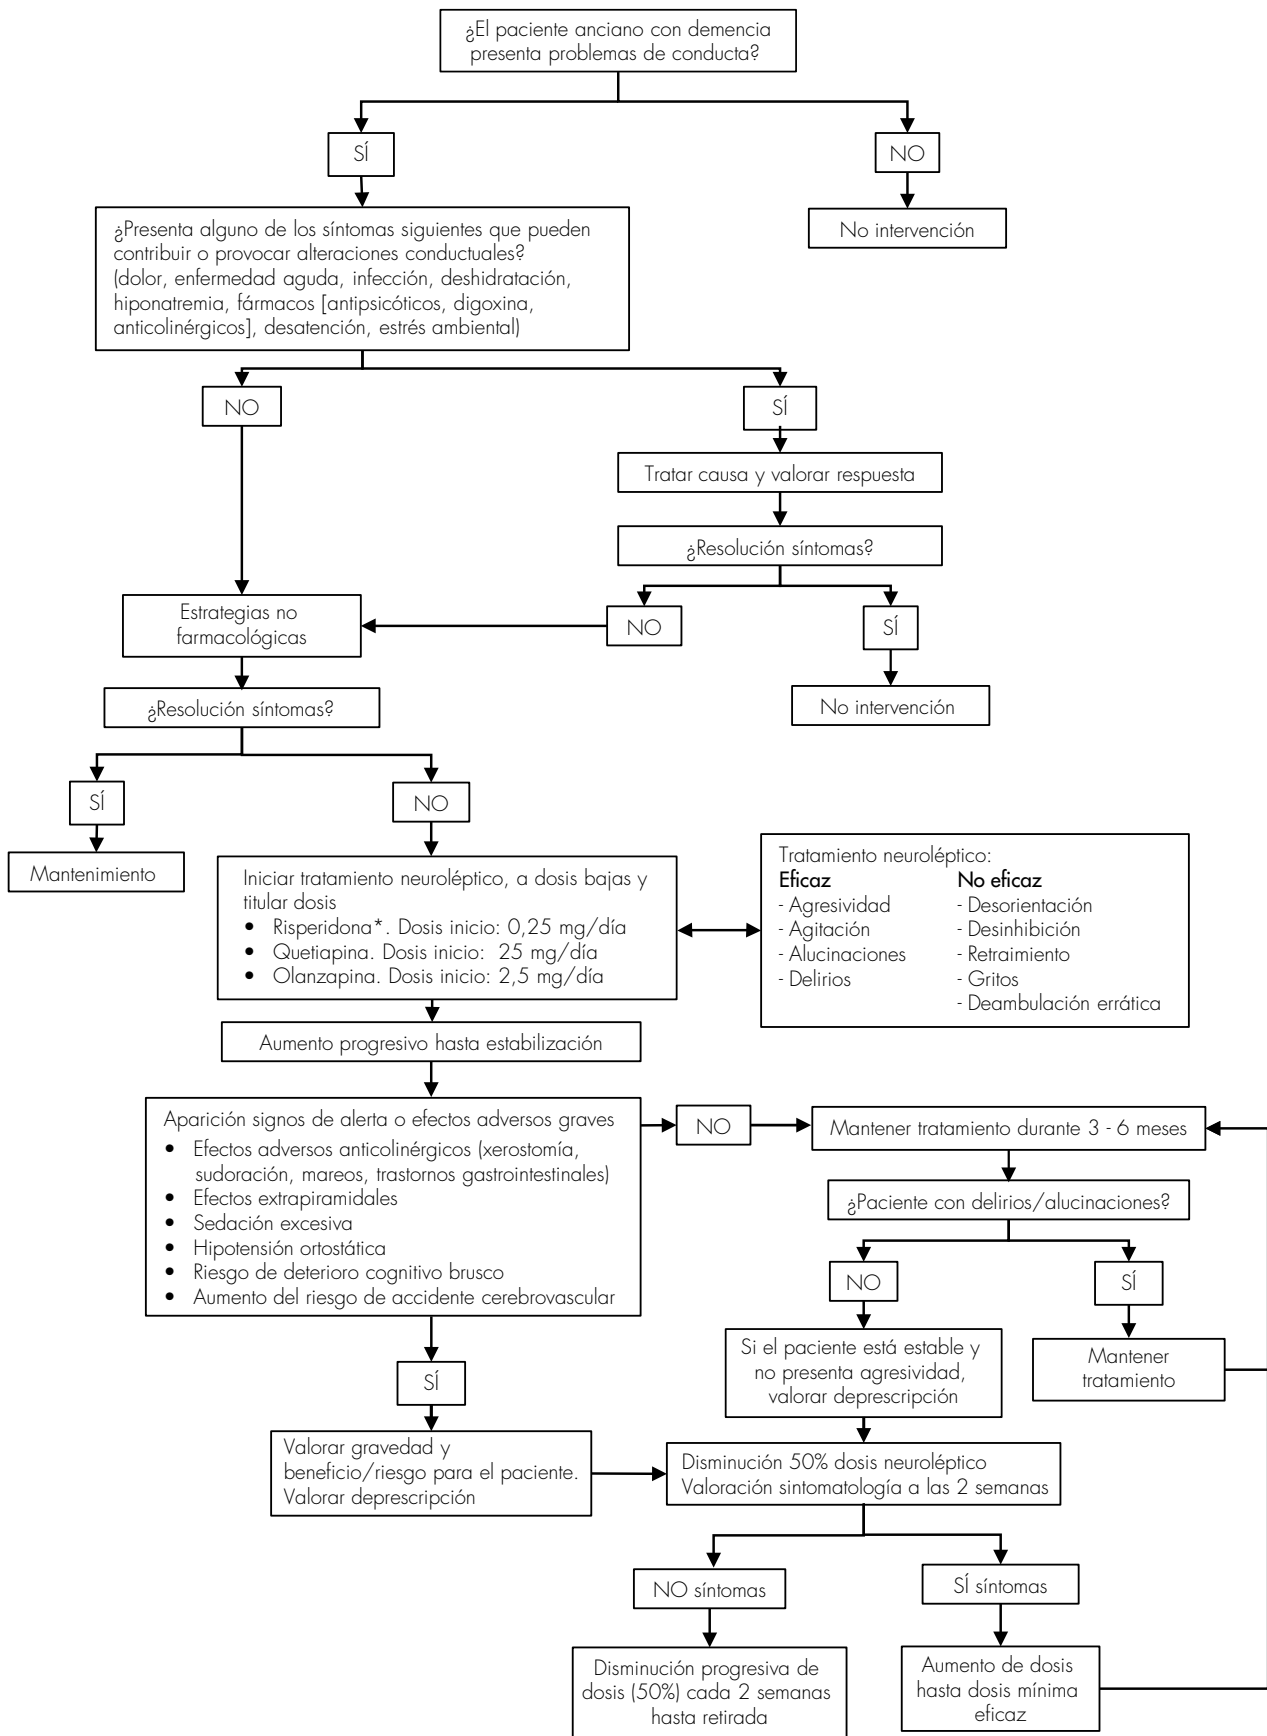 ¿El paciente anciano con demencia
presenta problemas de conducta?
SÍ
NO
No intervención
¿Presenta alguno de los síntomas siguientes que pueden
contribuir o provocar alteraciones conductuales?
(dolor, enfermedad aguda, infección, deshidratación,
hiponatremia, fármacos [antipsicóticos, digoxina,
anticolinérgicos], desatención, estrés ambiental)
NO
SÍ
Tratar causa y valorar respuesta
¿Resolución síntomas?
NO
SÍ
No intervención
Estrategias no
farmacológicas
¿Resolución síntomas?
SÍ
NO
Mantenimiento
Iniciar tratamiento neuroléptico, a dosis bajas y
titular dosis
• Risperidona*. Dosis inicio: 0,25 mg/día
• Quetiapina. Dosis inicio: 25 mg/día
• Olanzapina. Dosis inicio: 2,5 mg/día
Tratamiento neuroléptico:
Eficaz
- Agresividad
- Agitación
- Alucinaciones
- Delirios
No eficaz
- Desorientación
- Desinhibición
- Retraimiento
- Gritos
- Deambulación errática
Aumento progresivo hasta estabilización
Aparición signos de alerta o efectos adversos graves
• Efectos adversos anticolinérgicos (xerostomía,
sudoración, mareos, trastornos gastrointestinales)
• Efectos extrapiramidales
• Sedación excesiva
• Hipotensión ortostática
• Riesgo de deterioro cognitivo brusco
• Aumento del riesgo de accidente cerebrovascular
NO
Mantener tratamiento durante 3 - 6 meses
¿Paciente con delirios/alucinaciones?
NO
SÍ
Si el paciente está estable y
no presenta agresividad,
valorar deprescripción
Mantener
tratamiento
SÍ
Valorar gravedad y
beneficio/riesgo para el paciente.
Valorar deprescripción
Disminución 50% dosis neuroléptico
Valoración sintomatología a las 2 semanas
NO síntomas
SÍ síntomas
Disminución progresiva de
dosis (50%) cada 2 semanas
hasta retirada
Aumento de dosis
hasta dosis mínima
eficaz